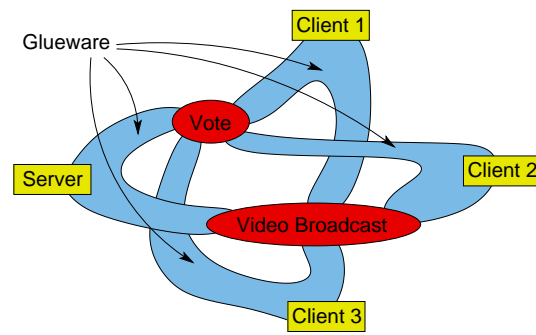 Client 1
Glueware
Vote
Server
Client 2
Video Broadcast
Client 3